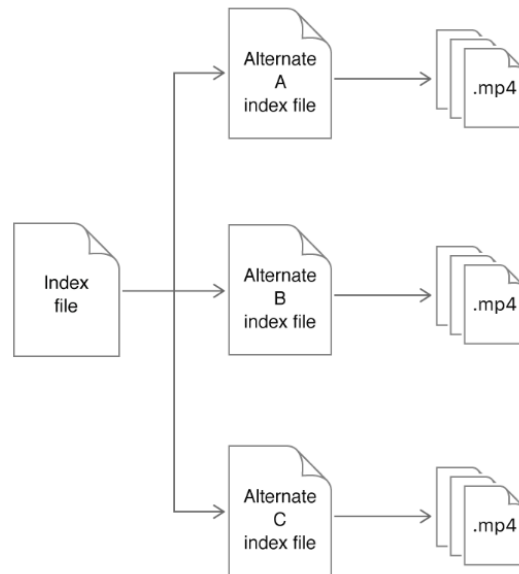 Alternate
A
index file
.mp4
Index
file
Alternate
B
index file
.mp4
Alternate
C
index file
.mp4